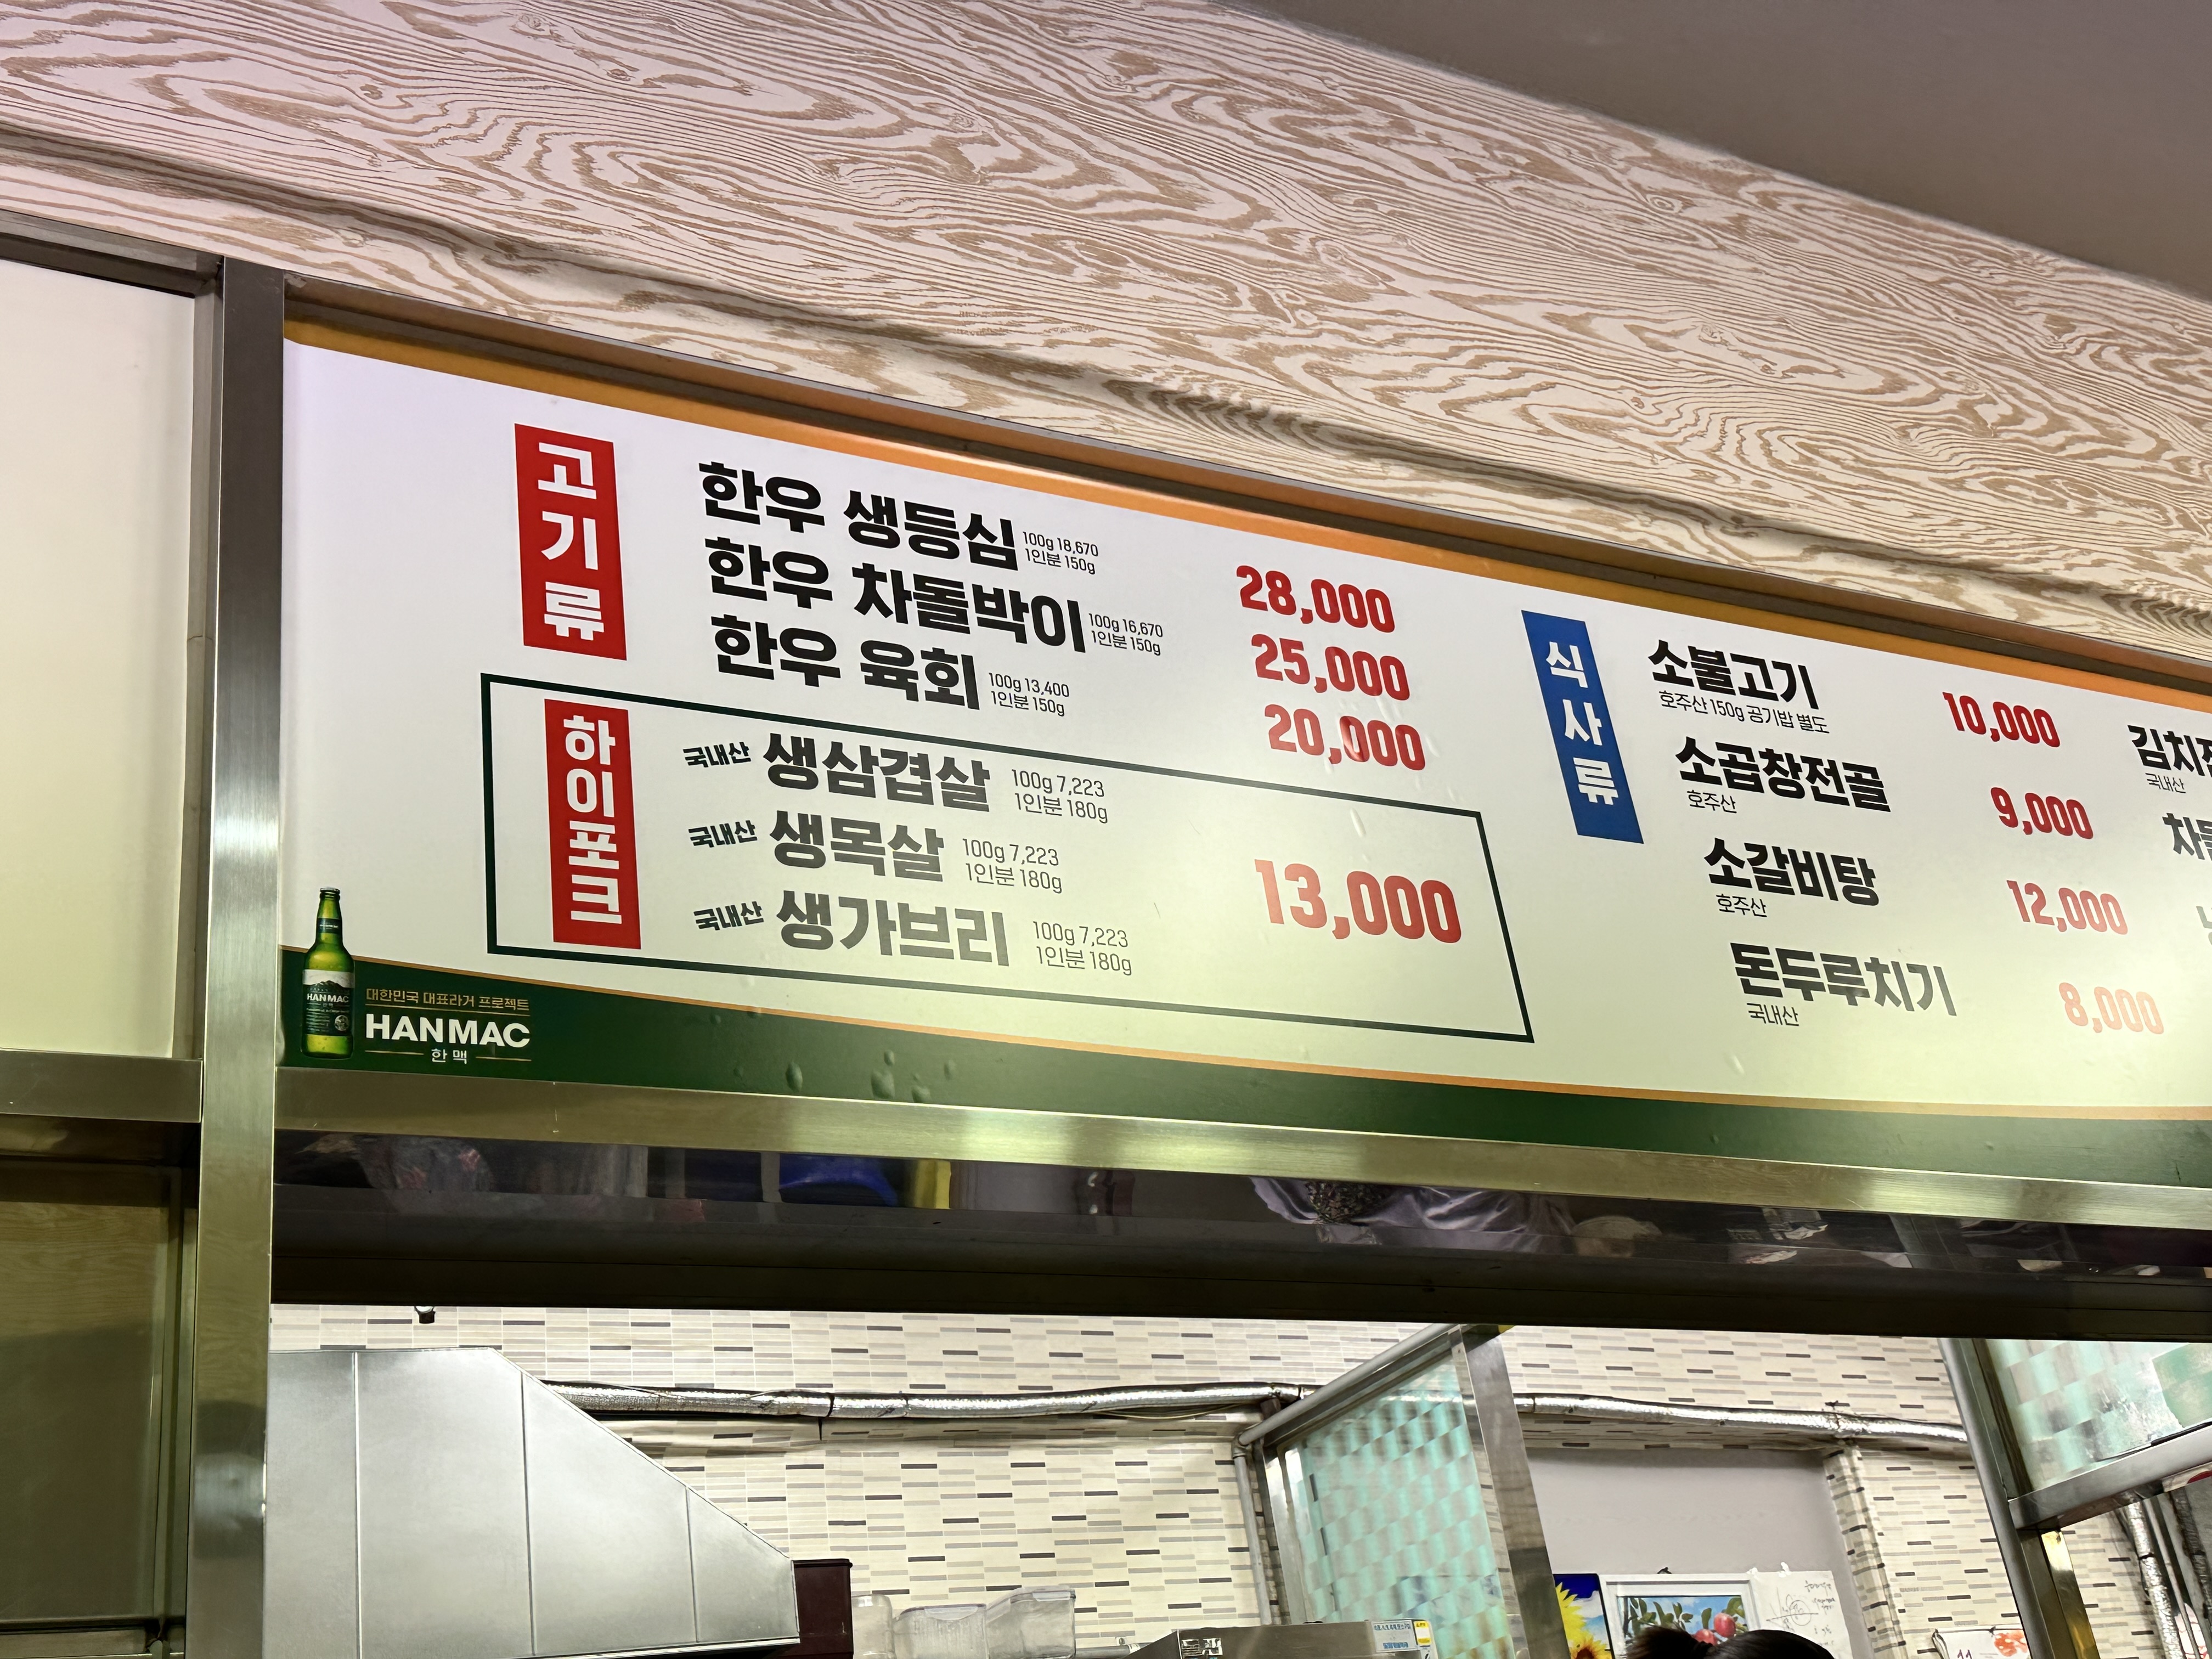 고기류
한우 생등심 100g 18,670 1인분 150g 28,000
한우 차돌박이 100g 16,670 1인분 150g 25,000
한우 육회 100g 13,400 1인분 150g 20,000
하이포크
국내산 생삼겹살 100g 7,223 1인분 180g
국내산 생목살 100g 7,223 1인분 180g
국내산 생가브리 100g 7,223 1인분 180g
13,000
식사류
소불고기 10,000
호주산 150g 공기밥 별도
소곱창전골 9,000
호주산
소갈비탕 12,000
호주산
돈두루치기 8,000
국내산
김치
국내산
HANMAC
대한민국 대표라거 프로젝트
HANMAC
한맥